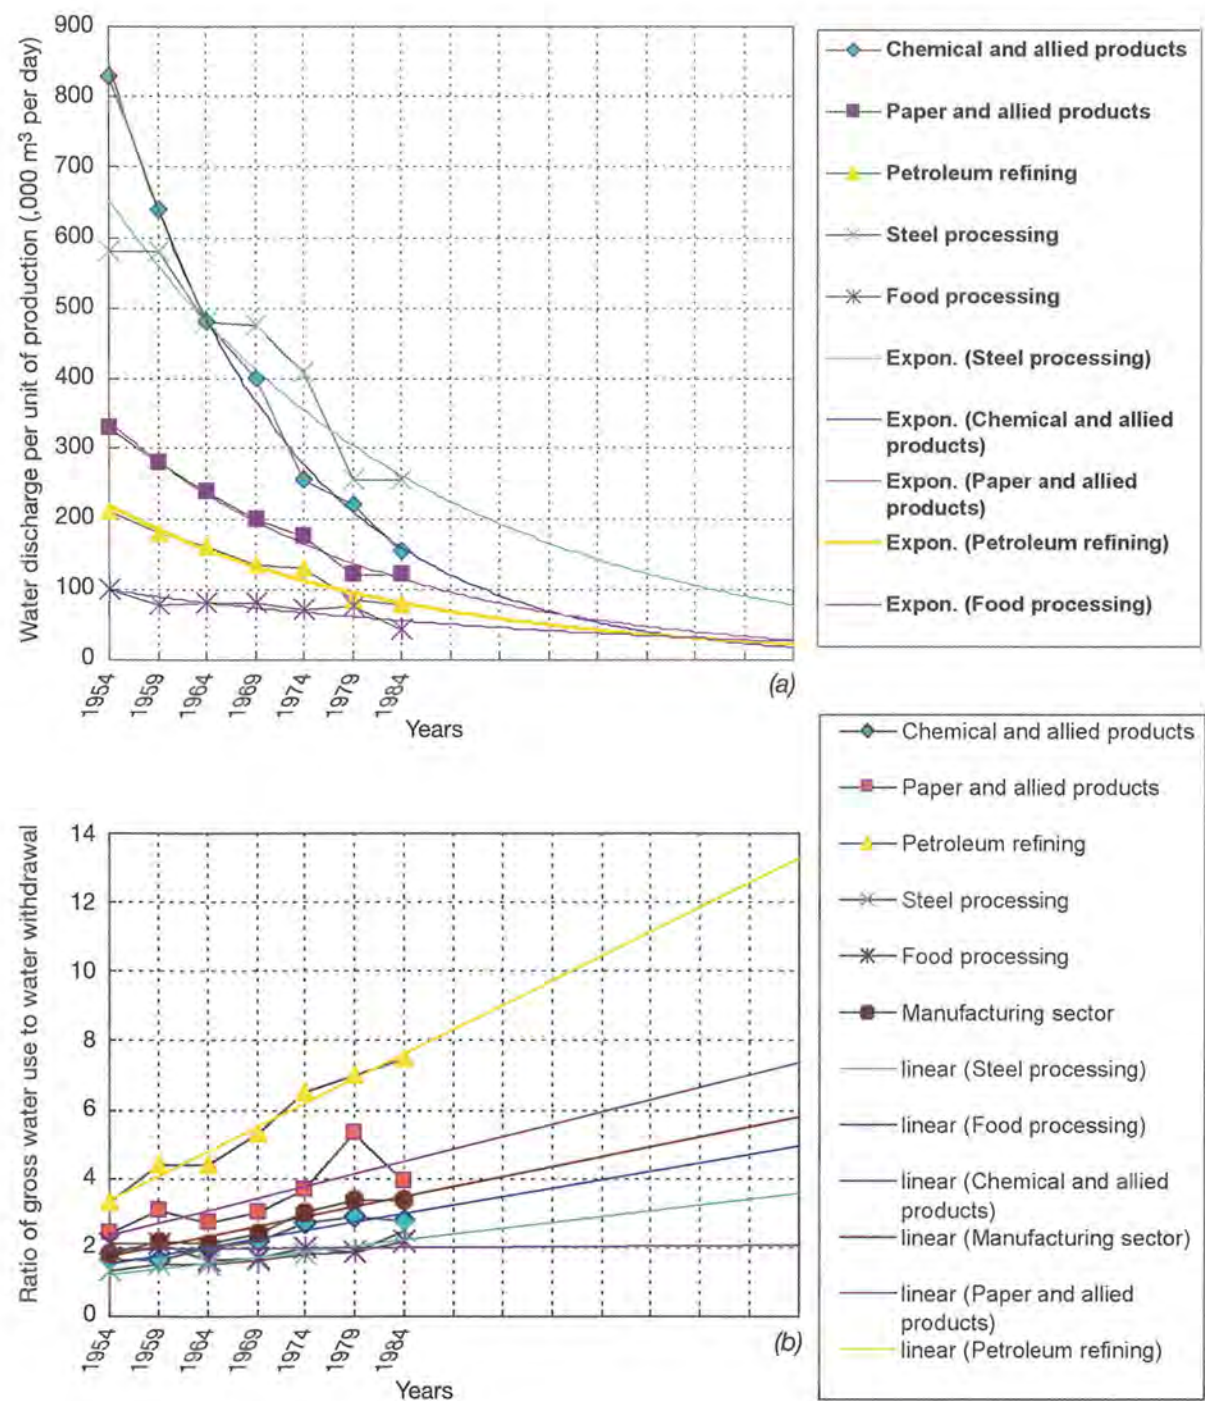 Water discharge per unit of production (,000 m³ per day)
900
800
700
600
500
400
300
200
100
0
1954
1959
1964
1969
1974
1979
1984
(a)
Years
Chemical and allied products
Paper and allied products
Petroleum refining
Steel processing
Food processing
Expon. (Steel processing)
Expon. (Chemical and allied
products)
Expon. (Paper and allied
products)
Expon. (Petroleum refining)
Expon. (Food processing)
Ratio of gross water use to water withdrawal
14
12
10
8
6
4
2
0
1954
1959
1964
1969
1974
1979
1984
(b)
Years
Chemical and allied products
Paper and allied products
Petroleum refining
Steel processing
Food processing
Manufacturing sector
linear (Steel processing)
linear (Food processing)
linear (Chemical and allied
products)
linear (Manufacturing sector)
linear (Paper and allied
products)
linear (Petroleum refining)